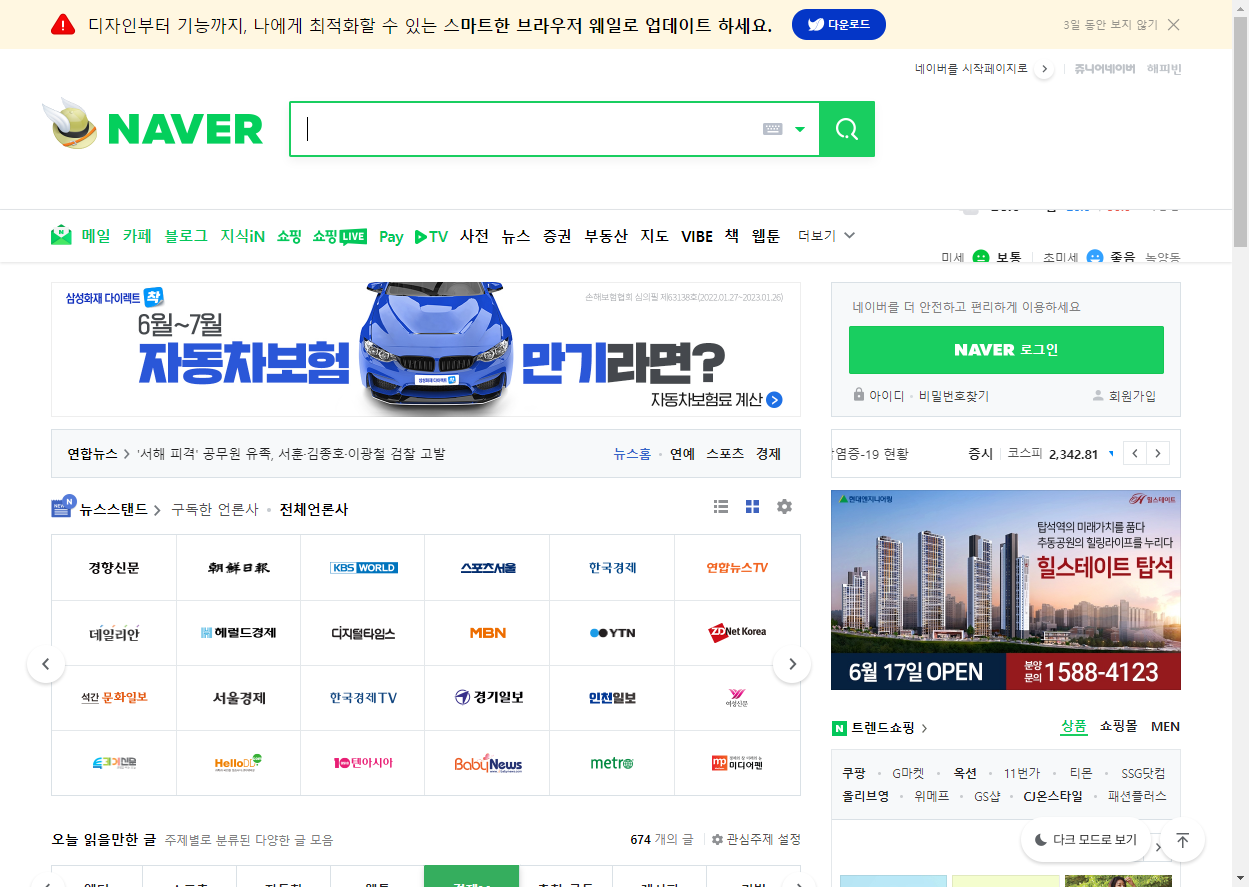 디자인부터 기능까지, 나에게 최적화할 수 있는 스마트한 브라우저 웨일로 업데이트 하세요. 다운로드 3일 동안 보지 않기
네이버를 시작페이지로 쥬니어네이버 해피빈
NAVER
메일 카페 블로그 지식iN 쇼핑 쇼핑LIVE Pay TV 사전 뉴스 증권 부동산 지도 VIBE 책 웹툰 더보기
미세 보통 초미세 좋음 녹양동
삼성화재 다이렉트 착
손해보험협회 심의필 제63138호(2022.01.27~2023.01.26)
6월~7월
자동차보험 만기라면?
삼성화재 다이렉트 착
자동차보험료 계산
네이버를 더 안전하고 편리하게 이용하세요
NAVER 로그인
아이디 비밀번호찾기 회원가입
연합뉴스 '서해 피격' 공무원 유족, 서훈·김종호·이광철 검찰 고발 뉴스홈 연예 스포츠 경제
염증-19 현황 증시 코스피 2,342.81
뉴스스탠드 구독한 언론사 전체언론사
경향신문 朝鮮日報 KBS WORLD 스포츠서울 한국경제 연합뉴스TV
데일리안 헤럴드경제 디지털타임스 MBN YTN ZDNet Korea
석간 문화일보 서울경제 한국경제TV 경기일보 인천일보 여성신문
HelloDD 10텐아시아 BabyNews metro mp 미디어펜
현대엔지니어링 힐스테이트
탑석역의 미래가치를 품다
추동공원의 힐링라이프를 누리다
힐스테이트 탑석
6월 17일 OPEN 분양문의 1588-4123
트렌드쇼핑 상품 쇼핑몰 MEN
쿠팡 G마켓 옥션 11번가 티몬 SSG닷컴
올리브영 위메프 GS샵 CJ온스타일 패션플러스
오늘 읽을만한 글 주제별로 분류된 다양한 글 모음 674 개의 글 관심주제 설정
다크 모드로 보기